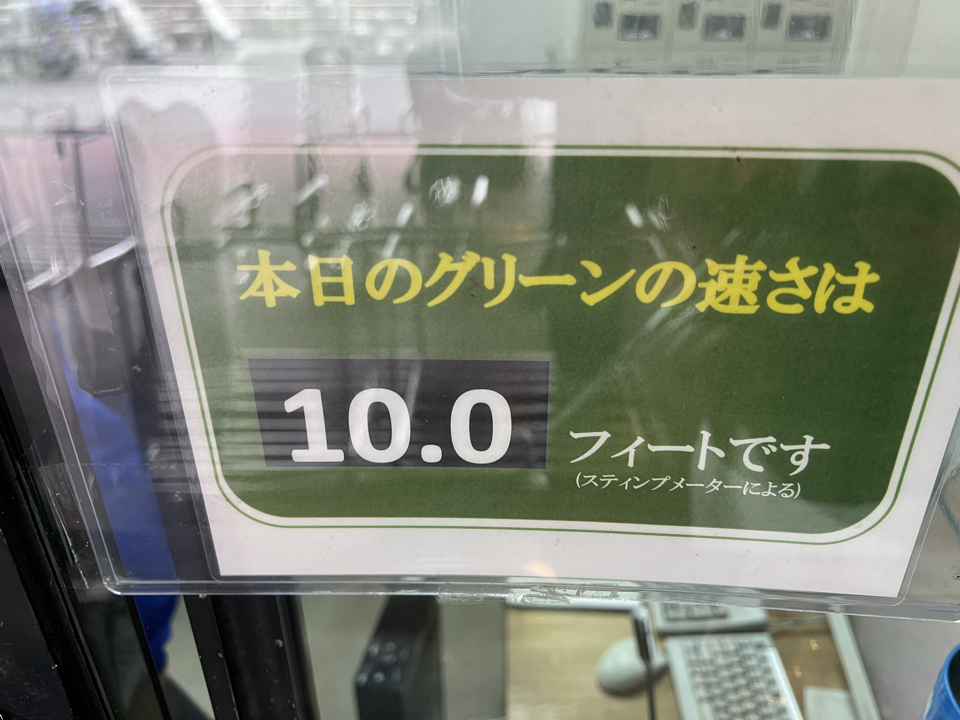 本日のグリーンの速さは
10.0 フィートです
(スティンプメーターによる)